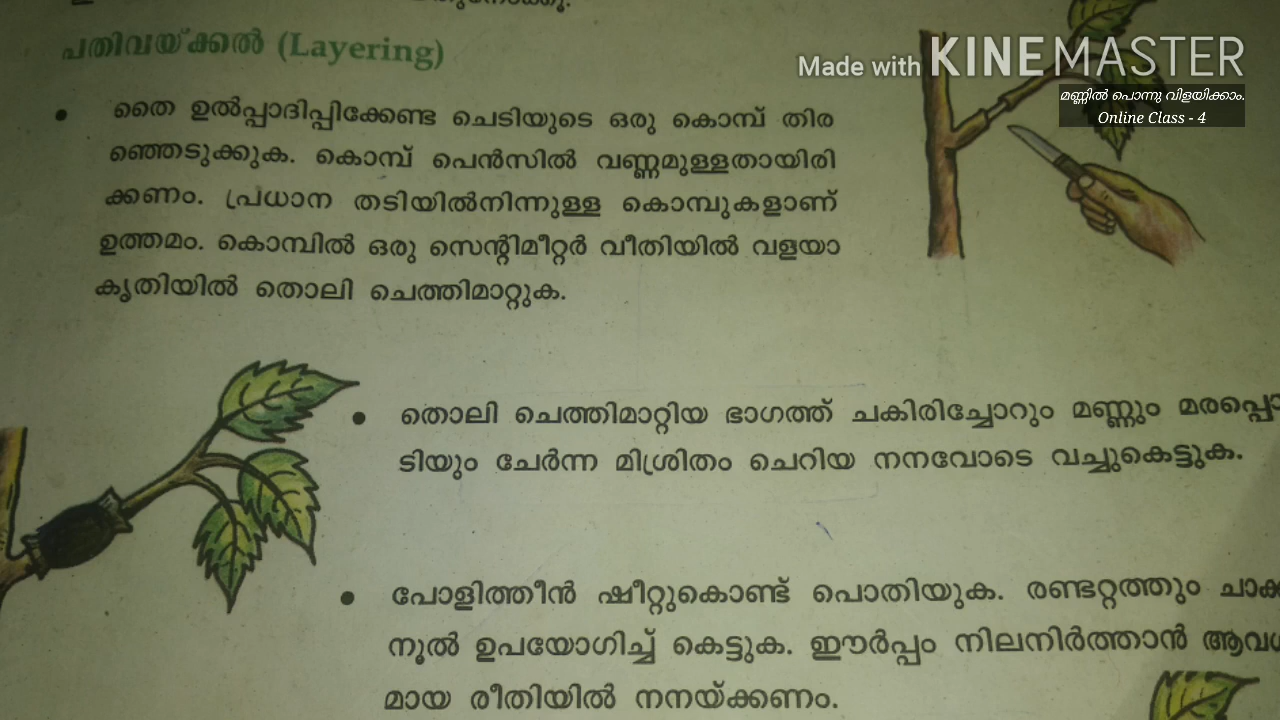 പതിവയ്ക്കൽ (Layering)
Made with KINEMASTER
മണ്ണിൽ പൊന്നു വിളയിക്കാം.
Online Class - 4
• തൈ ഉൽപ്പാദിപ്പിക്കേണ്ട ചെടിയുടെ ഒരു കൊമ്പ് തിര
ഞ്ഞെടുക്കുക. കൊമ്പ് പെൻസിൽ വണ്ണമുള്ളതായിരി
ക്കണം. പ്രധാന തടിയിൽനിന്നുള്ള കൊമ്പുകളാണ്
ഉത്തമം. കൊമ്പിൽ ഒരു സെന്റിമീറ്റർ വീതിയിൽ വളയാ
കൃതിയിൽ തൊലി ചെത്തിമാറ്റുക.
• തൊലി ചെത്തിമാറ്റിയ ഭാഗത്ത് ചകിരിച്ചോറും മണ്ണും മരപ്പൊ
ടിയും ചേർന്ന മിശ്രിതം ചെറിയ നനവോടെ വച്ചുകെട്ടുക.
• പോളിത്തീൻ ഷീറ്റുകൊണ്ട് പൊതിയുക. രണ്ടറ്റത്തും
നൂൽ ഉപയോഗിച്ച് കെട്ടുക. ഈർപ്പം നിലനിർത്താൻ
മായ രീതിയിൽ നനയ്ക്കണം.